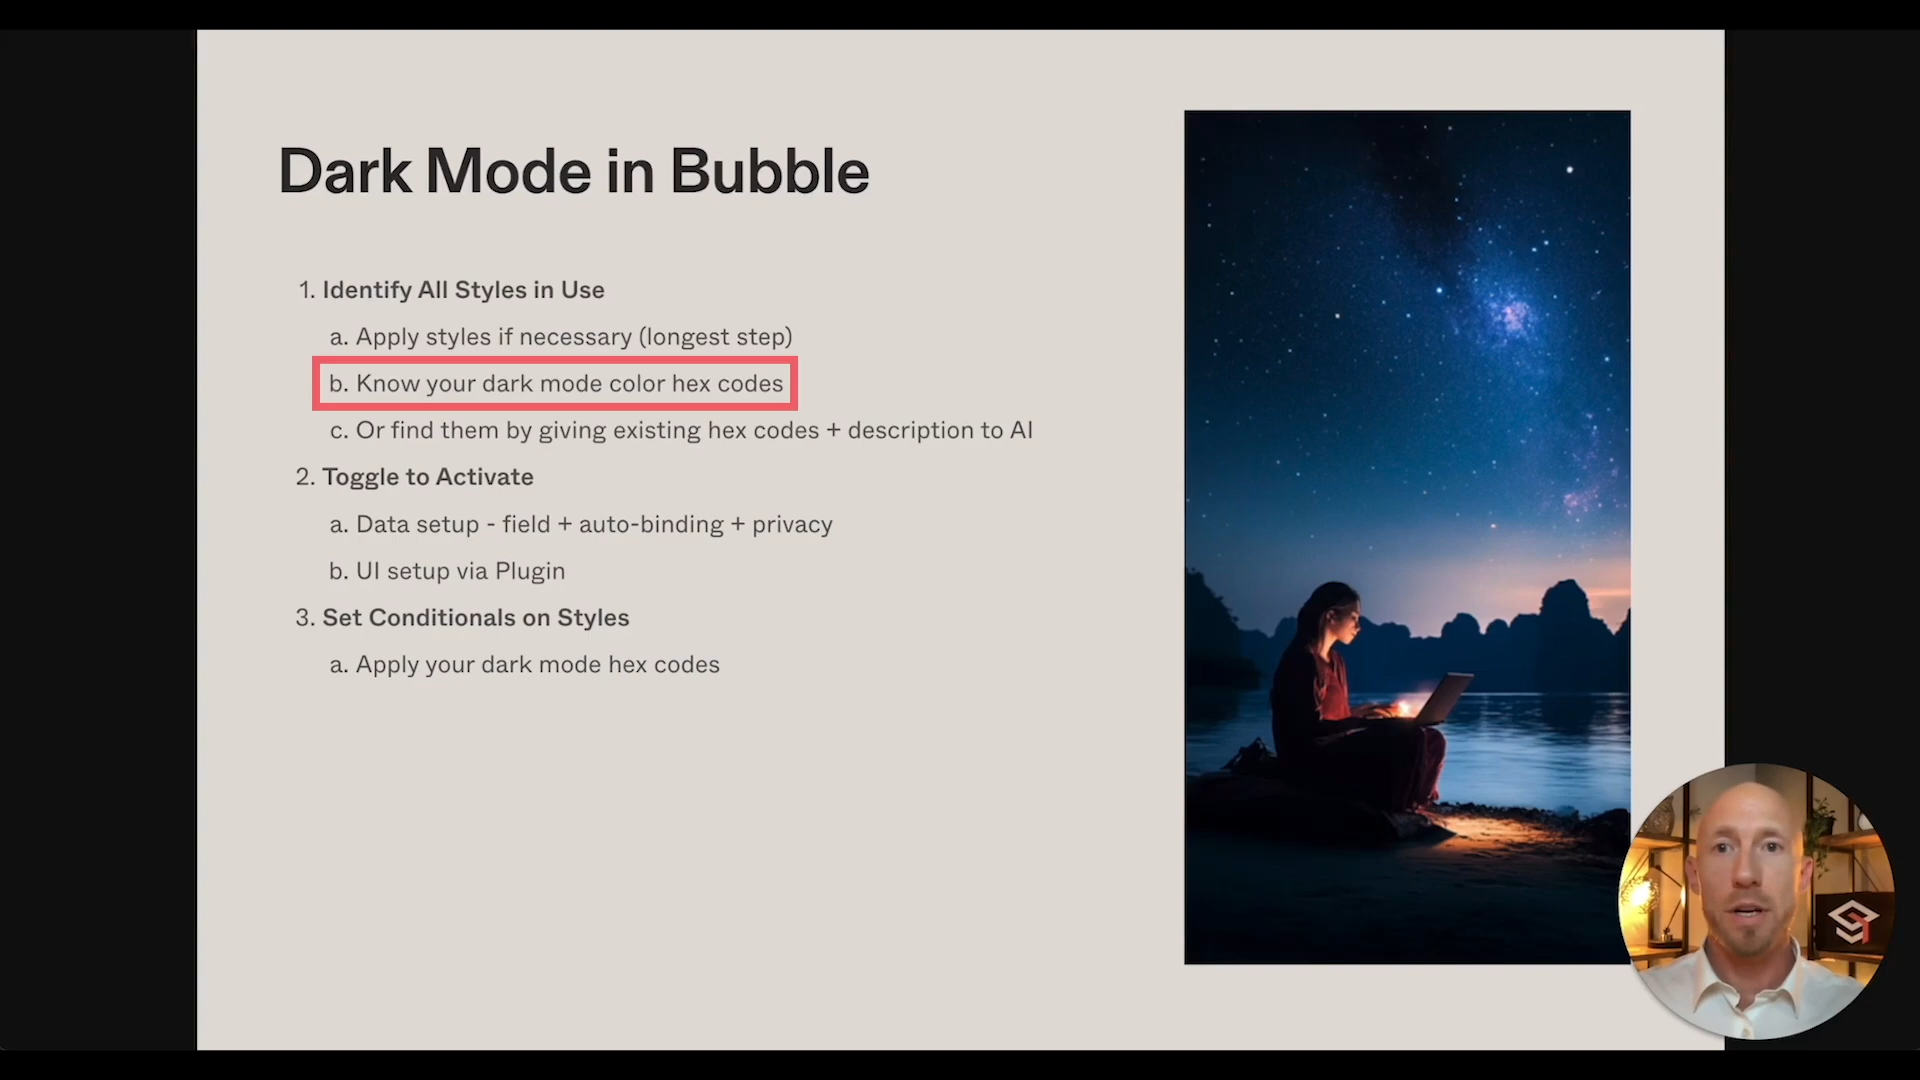 Dark Mode in Bubble
1. Identify All Styles in Use
a. Apply styles if necessary (longest step)
b. Know your dark mode color hex codes
c. Or find them by giving existing hex codes + description to AI
2. Toggle to Activate
a. Data setup - field + auto-binding + privacy
b. UI setup via Plugin
3. Set Conditionals on Styles
a. Apply your dark mode hex codes